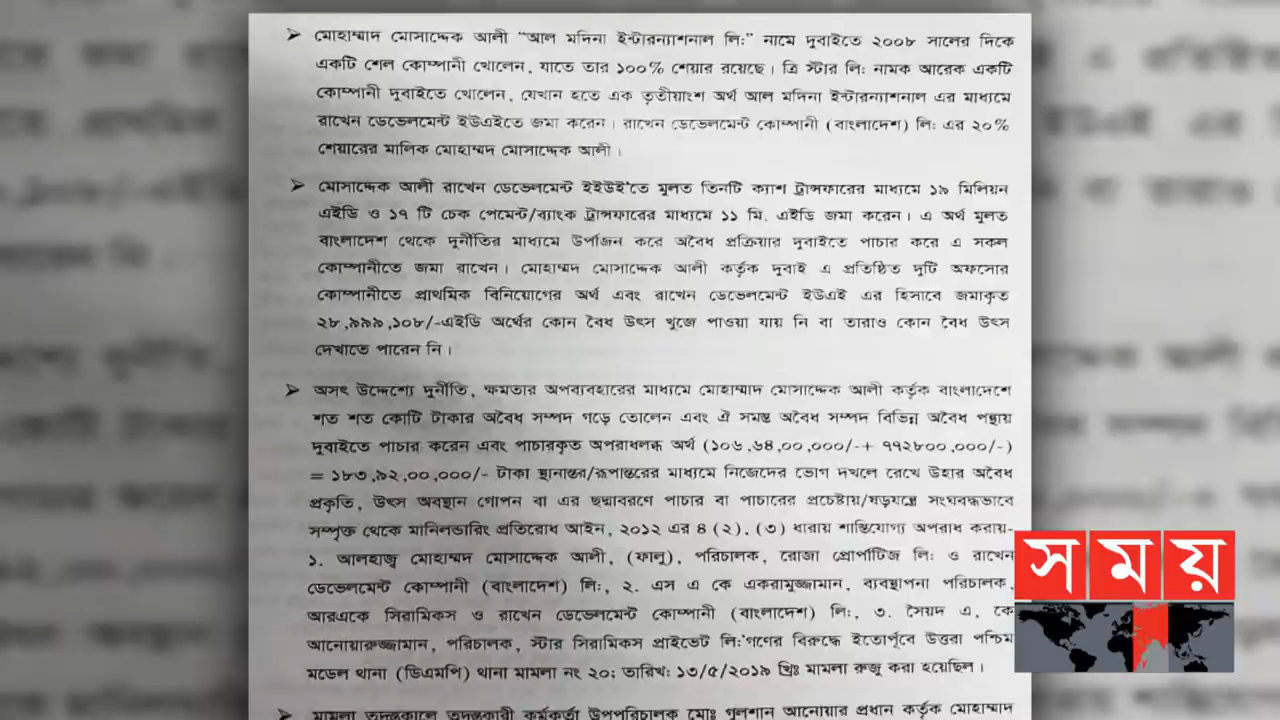 ➢ মোহাম্মাদ মোসাদ্দেক আলী “আল মদিনা ইন্টারন্যাশনাল লি:” নামে দুবাইতে ২০০৮ সালের দিকে
একটি শেল কোম্পানী খোলেন, যাতে তার ১০০% শেয়ার রয়েছে। ত্রি স্টার লি: নামক আরেক একটি
কোম্পানী দুবাইতে খোলেন, যেখান হতে এক তৃতীয়াংশ অর্থ আল মদিনা ইন্টারন্যাশনাল এর মাধ্যমে
রাখেন ডেভেলমেন্ট ইউএইতে জমা করেন। রাখেন ডেভেলমেন্ট কোম্পানী (বাংলাদেশ) লি: এর ২০%
শেয়ারের মালিক মোহাম্মদ মোসাদ্দেক আলী।
➢ মোসাদ্দেক আলী রাখেন ডেভেলমেন্ট ইইউই'তে মূলত তিনটি ক্যাশ ট্রান্সফারের মাধ্যমে ১৯ মিলিয়ন
এইডি ও ১৭ টি চেক পেমেন্ট/ব্যাংক ট্রান্সফারের মাধ্যমে ১১ মি. এইডি জমা করেন। এ অর্থ মূলত
বাংলাদেশ থেকে দুর্নীতির মাধ্যমে উর্পাজন করে অবৈধ প্রক্রিয়ার দুবাইতে পাচার করে এ সকল
কোম্পানীতে জমা রাখেন। মোহাম্মদ মোসাদ্দেক আলী কর্তৃক দুবাই এ প্রতিষ্ঠিত দুটি অফসোর
কোম্পানীতে প্রাথমিক বিনিয়োগের অর্থ এবং রাখেন ডেভেলমেন্ট ইউএই এর হিসাবে জমাকৃত
২৮,৯৯৯,১০৮/-এইডি অর্থের কোন বৈধ উৎস খুজে পাওয়া যায় নি বা তারাও কোন বৈধ উৎস
দেখাতে পারেন নি।
➢ অসৎ উদ্দেশ্যে দুর্নীতি, ক্ষমতার অপব্যবহারের মাধ্যমে মোহাম্মাদ মোসাদ্দেক আলী কর্তৃক বাংলাদেশে
শত শত কোটি টাকার অবৈধ সম্পদ গড়ে তোলেন এবং ঐ সমস্ত অবৈধ সম্পদ বিভিন্ন অবৈধ পন্থায়
দুবাইতে পাচার করেন এবং পাচারকৃত অপরাধলব্ধ অর্থ (১০৬,৬৪,০০,০০০/-+ ৭৭২৮০০,০০০/-)
= ১৮৩,৯২,০০,০০০/- টাকা স্থানান্তর/রূপান্তরের মাধ্যমে নিজেদের ভোগ দখলে রেখে উহার অবৈধ
প্রকৃতি, উৎস অবস্থান গোপন বা এর ছদ্মাবরণে পাচার বা পাচারের প্রচেষ্টায়/ষড়যন্ত্রে সংঘবদ্ধভাবে
সম্পৃক্ত থেকে মানিলন্ডারিং প্রতিরোধ আইন, ২০১২ এর ৪ (২), (৩) ধারায় শাস্তিযোগ্য অপরাধ করায়-
১. আলহাজ্ব মোহাম্মদ মোসাদ্দেক আলী, (ফালু), পরিচালক, রোজা প্রোর্পাটিজ লি: ও রাখেন
ডেভেলমেন্ট কোম্পানী (বাংলাদেশ) লি:, ২. এস এ কে একরামুজ্জামান, ব্যবস্থাপনা পরিচালক,
আরএকে সিরামিকস ও রাখেন ডেভেলমেন্ট কোম্পানী (বাংলাদেশ) লি:, ৩. সৈয়দ এ, কে
আনোয়ারুজ্জামান, পরিচালক, স্টার সিরামিকস প্রাইভেট লি:'গণের বিরুদ্ধে ইতোর্পূবে উত্তরা পশ্চিম
মডেল থানা (ডিএমপি) থানা মামলা নং ২০; তারিখ: ১৩/৫/২০১৯ খ্রিঃ মামলা রুজু করা হয়েছিল।
➢ মামলা তদন্তকালে তদন্তকারী কর্মকর্তা উপপরিচালক মোঃ গুলশান আনোয়ার প্রধান কর্তৃক মোহাম্মাদ
সময়